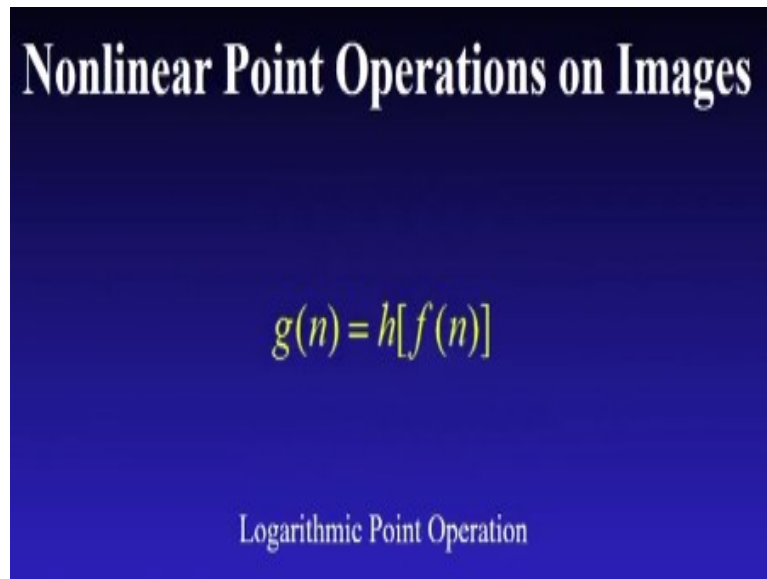 Nonlinear Point Operations on Images
g(n) = h[f(n)]
Logarithmic Point Operation